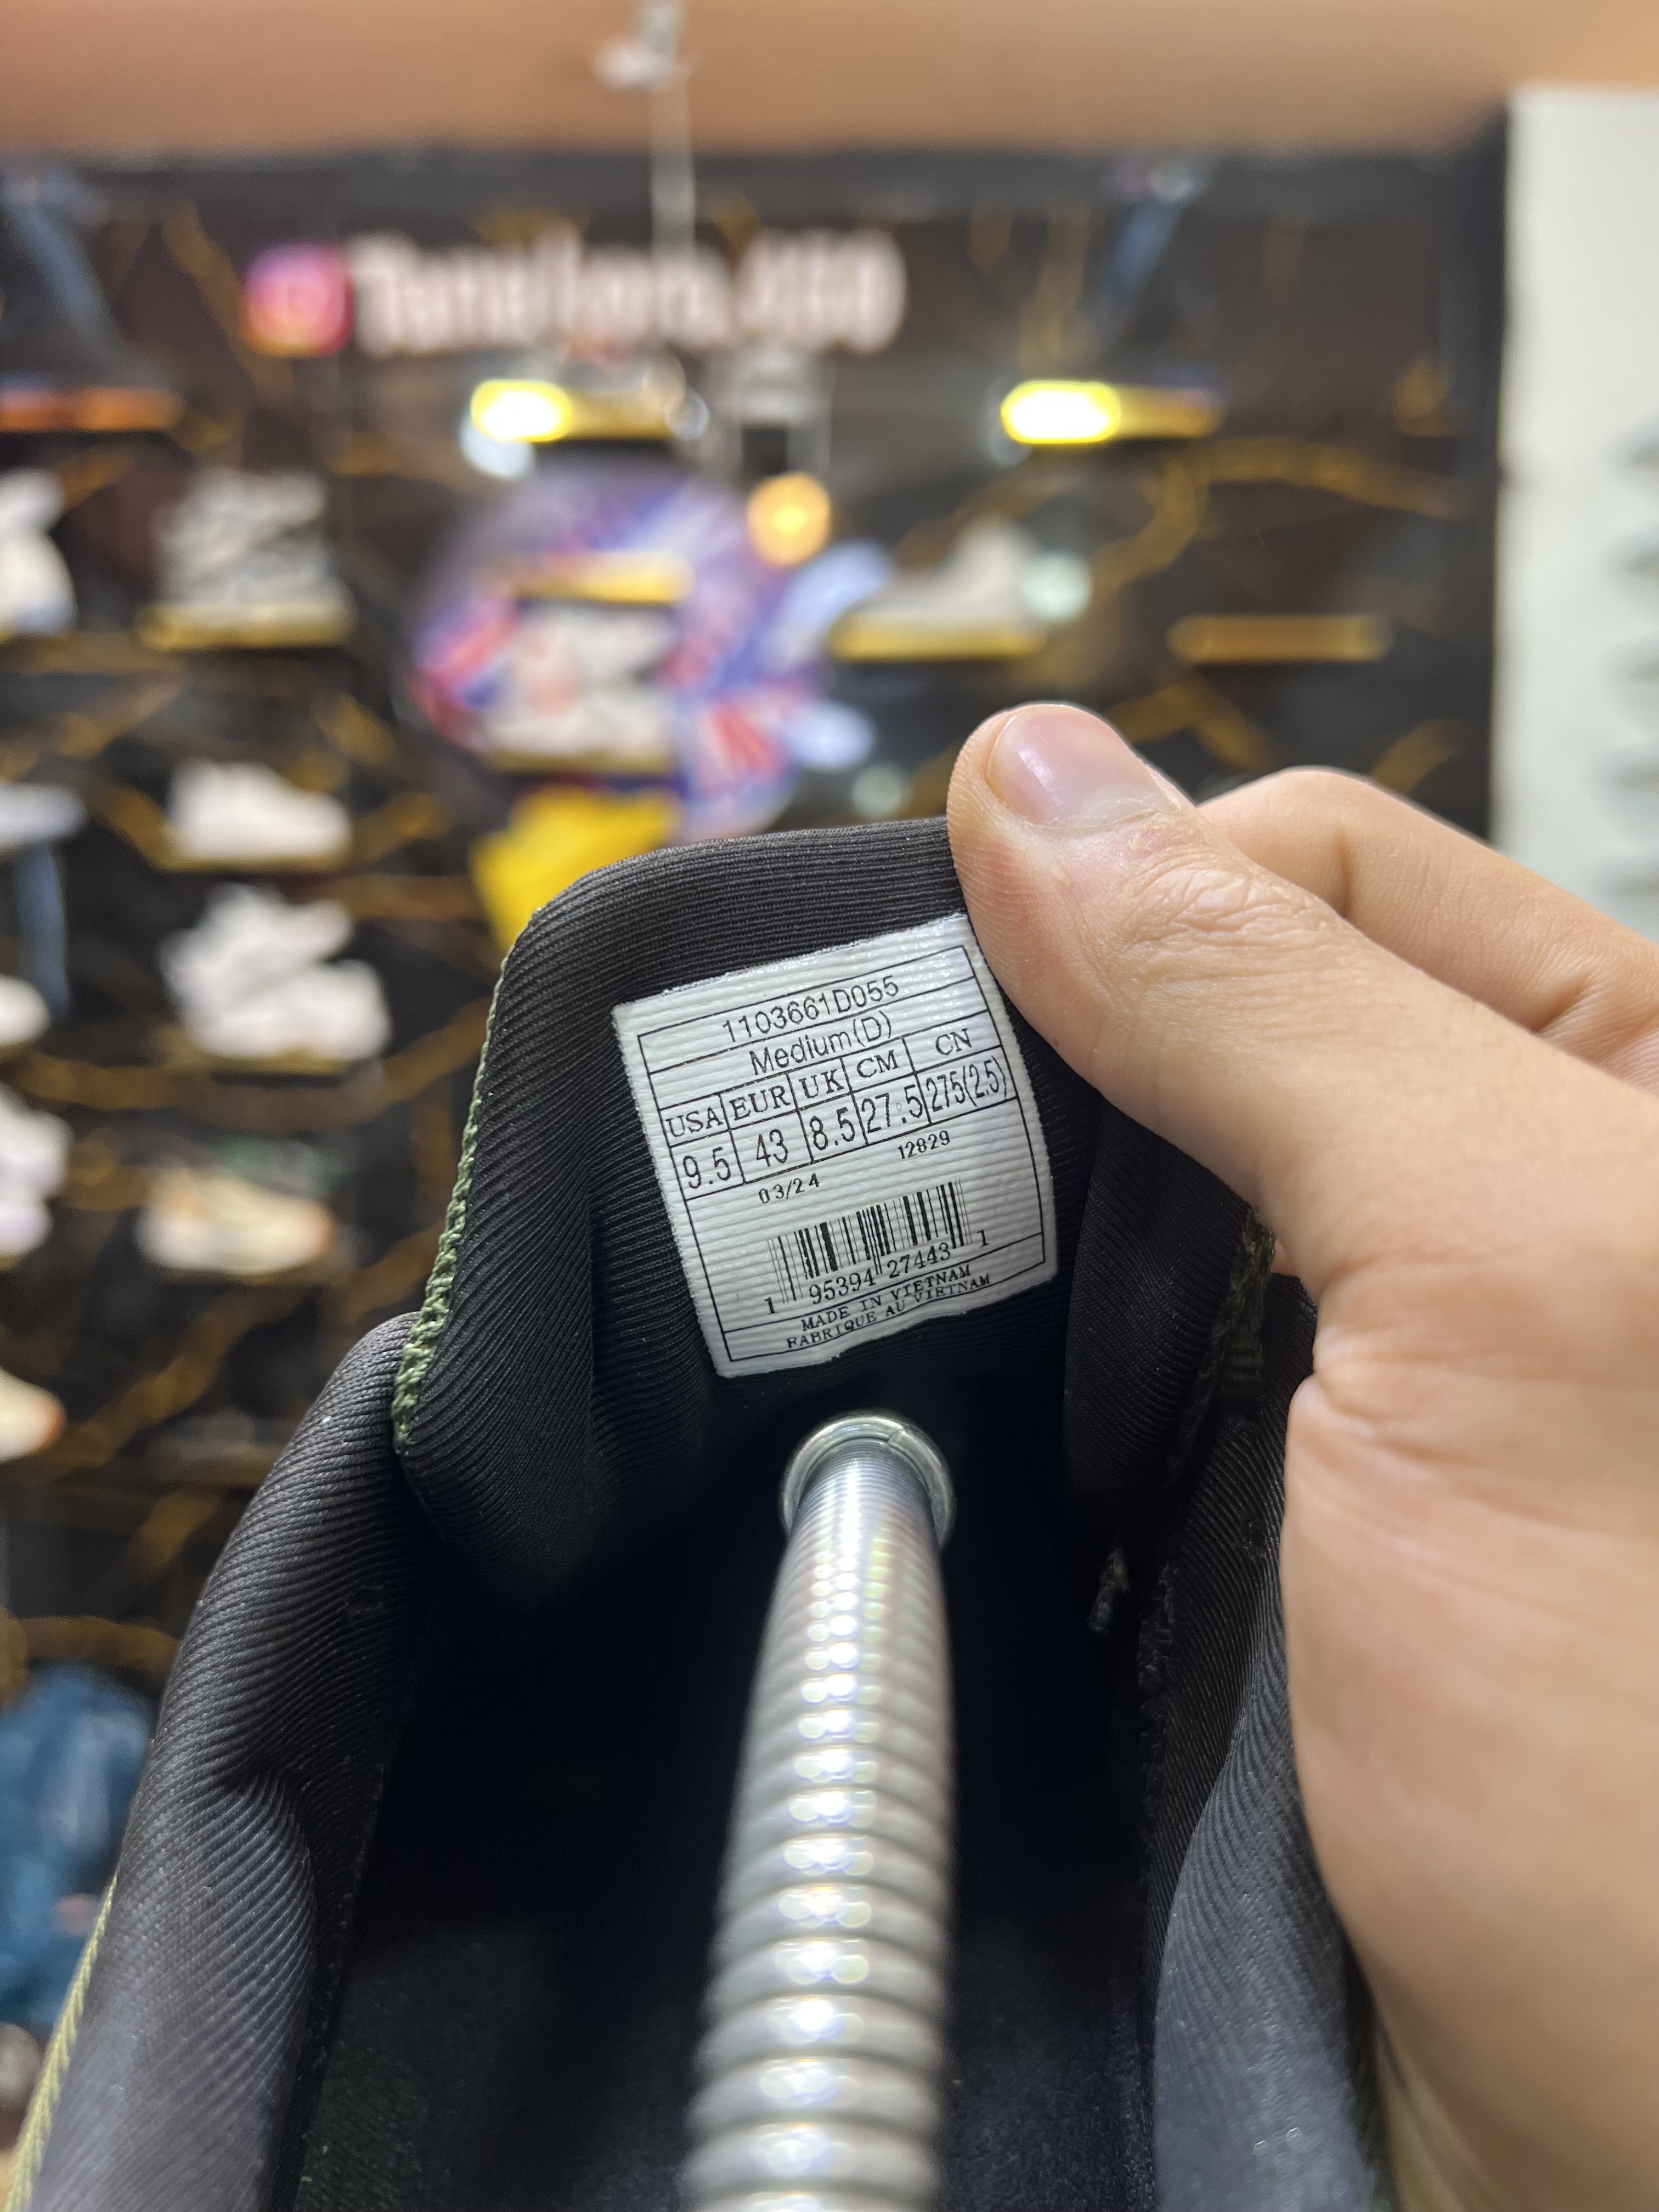 1103661D055
Medium(D)
USA EUR UK CM CN
9.5 43 8.5 27.5 275(2.5)
03/24 12829
1 95394 27443 1
MADE IN VIETNAM
FABRIQUE AU VIETNAM